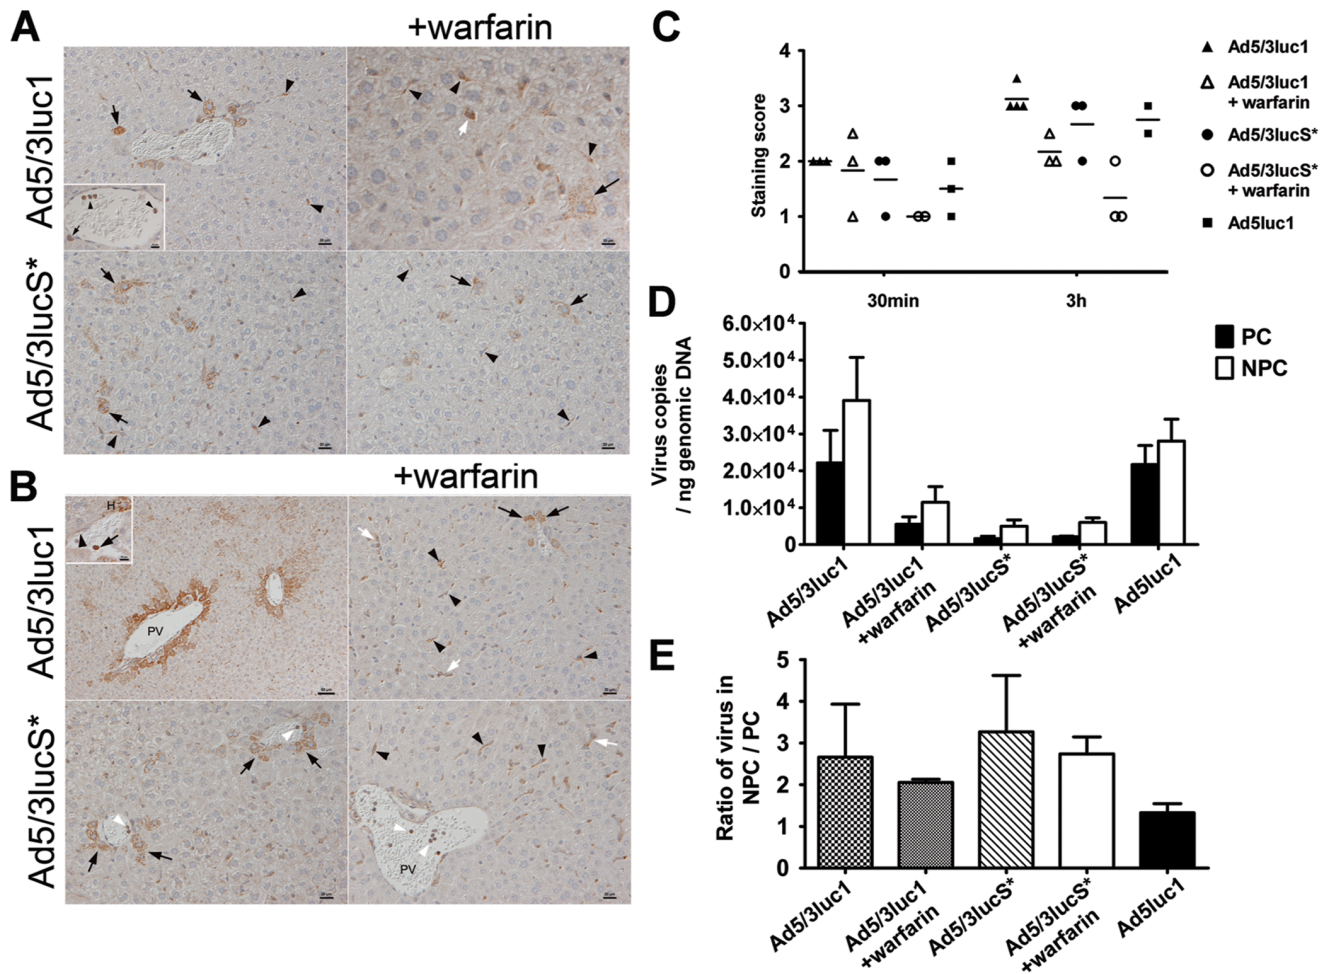 A
+warfarin
Ad5/3luc1
Ad5/3lucS*
B
+warfarin
Ad5/3luc1
H
PV
Ad5/3lucS*
PV
C
Staining score
4
3
2
1
0
30min
3h
Ad5/3luc1
Ad5/3luc1
+ warfarin
Ad5/3lucS*
Ad5/3lucS*
+ warfarin
Ad5luc1
D
Virus copies
/ ng genomic DNA
6.0×10⁴
5.0×10⁴
4.0×10⁴
3.0×10⁴
2.0×10⁴
1.0×10⁴
0
PC
NPC
Ad5/3luc1
Ad5/3luc1
+warfarin
Ad5/3lucS*
Ad5/3lucS*
+warfarin
Ad5luc1
E
Ratio of virus in
NPC / PC
5
4
3
2
1
0
Ad5/3luc1
Ad5/3luc1
+warfarin
Ad5/3lucS*
Ad5/3lucS*
+warfarin
Ad5luc1